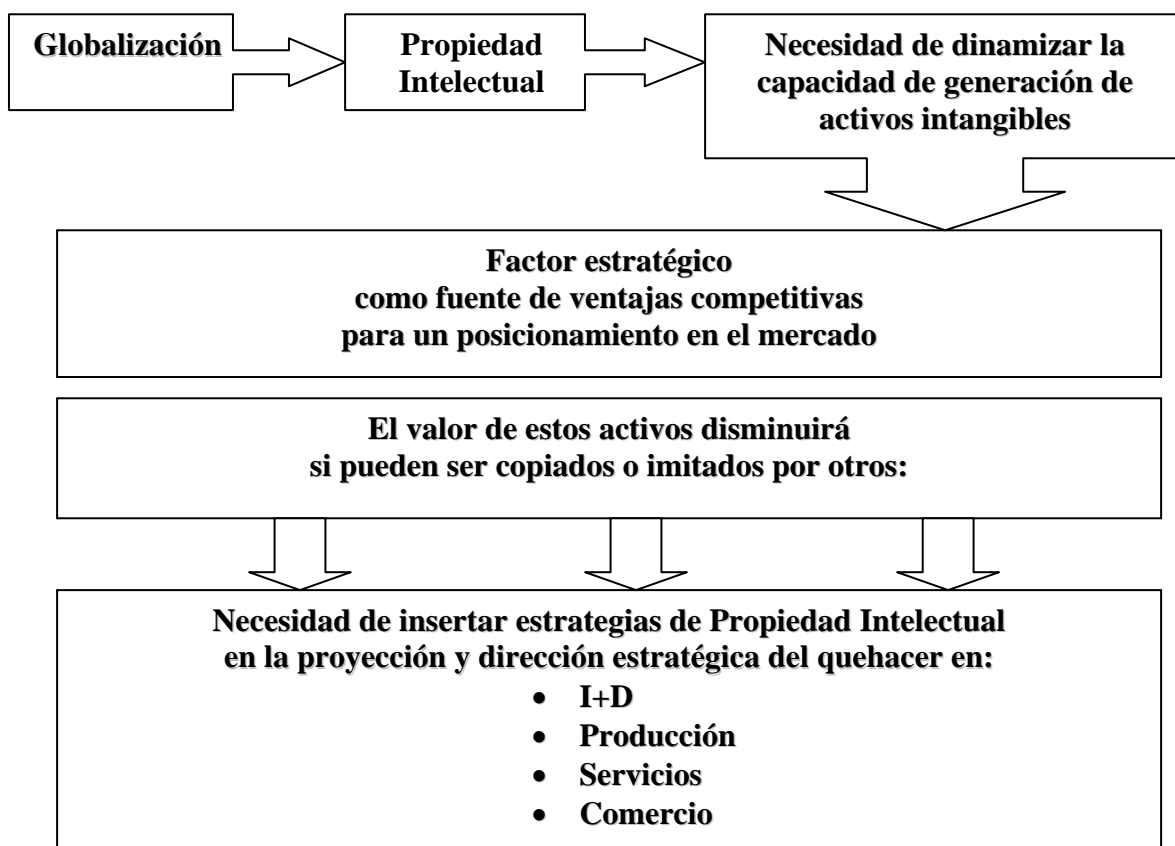 Globalización
Propiedad
Intelectual
Necesidad de dinamizar la
capacidad de generación de
activos intangibles
Factor estratégico
como fuente de ventajas competitivas
para un posicionamiento en el mercado
El valor de estos activos disminuirá
si pueden ser copiados o imitados por otros:
Necesidad de insertar estrategias de Propiedad Intelectual
en la proyección y dirección estratégica del quehacer en:
• I+D
• Producción
• Servicios
• Comercio